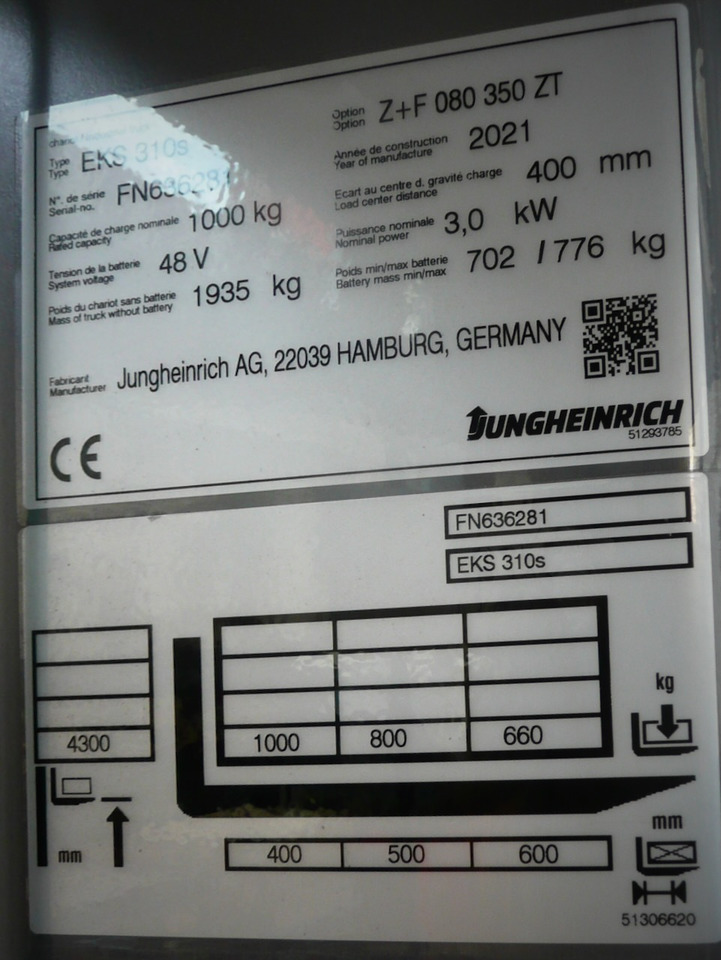 Type EKS 310s
Type
Option Z+F 080 350 ZT
Option
N°. de série FN636281
Serial-no.
Année de construction 2021
Year of manufacture
Capacité de charge nominale 1000 kg
Rated capacity
Ecart au centre d. gravité charge 400 mm
Load center distance
Tension de la batterie 48 V
System voltage
Puissance nominale 3,0 kW
Nominal power
Poids du chariot sans batterie 1935 kg
Mass of truck without battery
Poids min/max batterie 702 / 776 kg
Battery mass min/max
Fabricant Jungheinrich AG, 22039 HAMBURG, GERMANY
Manufacturer
JUNGHEINRICH
51293785
CE
FN636281
EKS 310s
kg
4300 1000 800 660
mm
mm
400 500 600
51306620